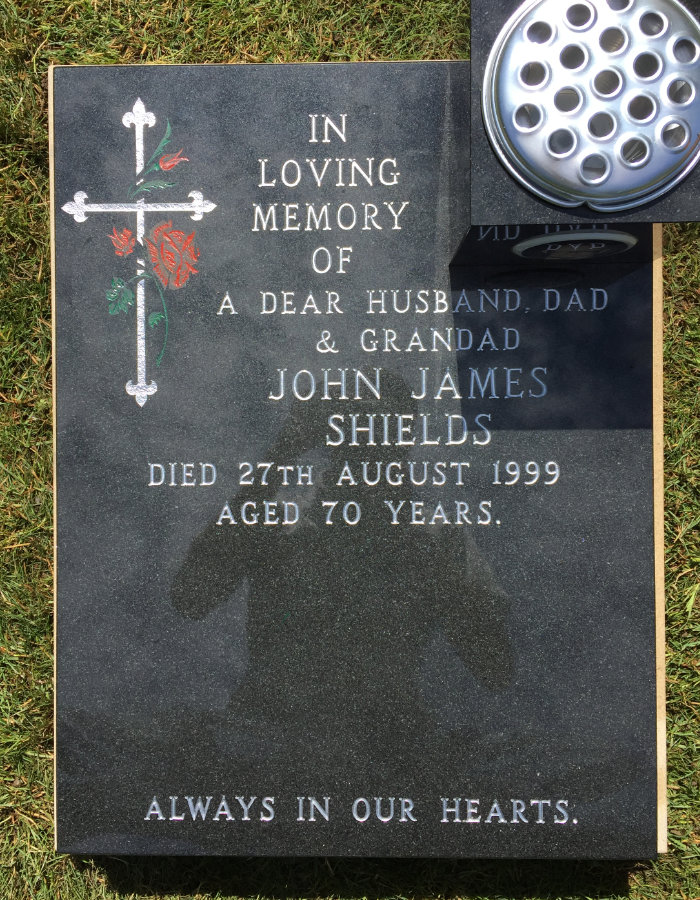 IN
LOVING
MEMORY
OF
A DEAR HUSBAND, DAD
& GRANDAD
JOHN JAMES
SHIELDS
DIED 27TH AUGUST 1999
AGED 70 YEARS.
ALWAYS IN OUR HEARTS.